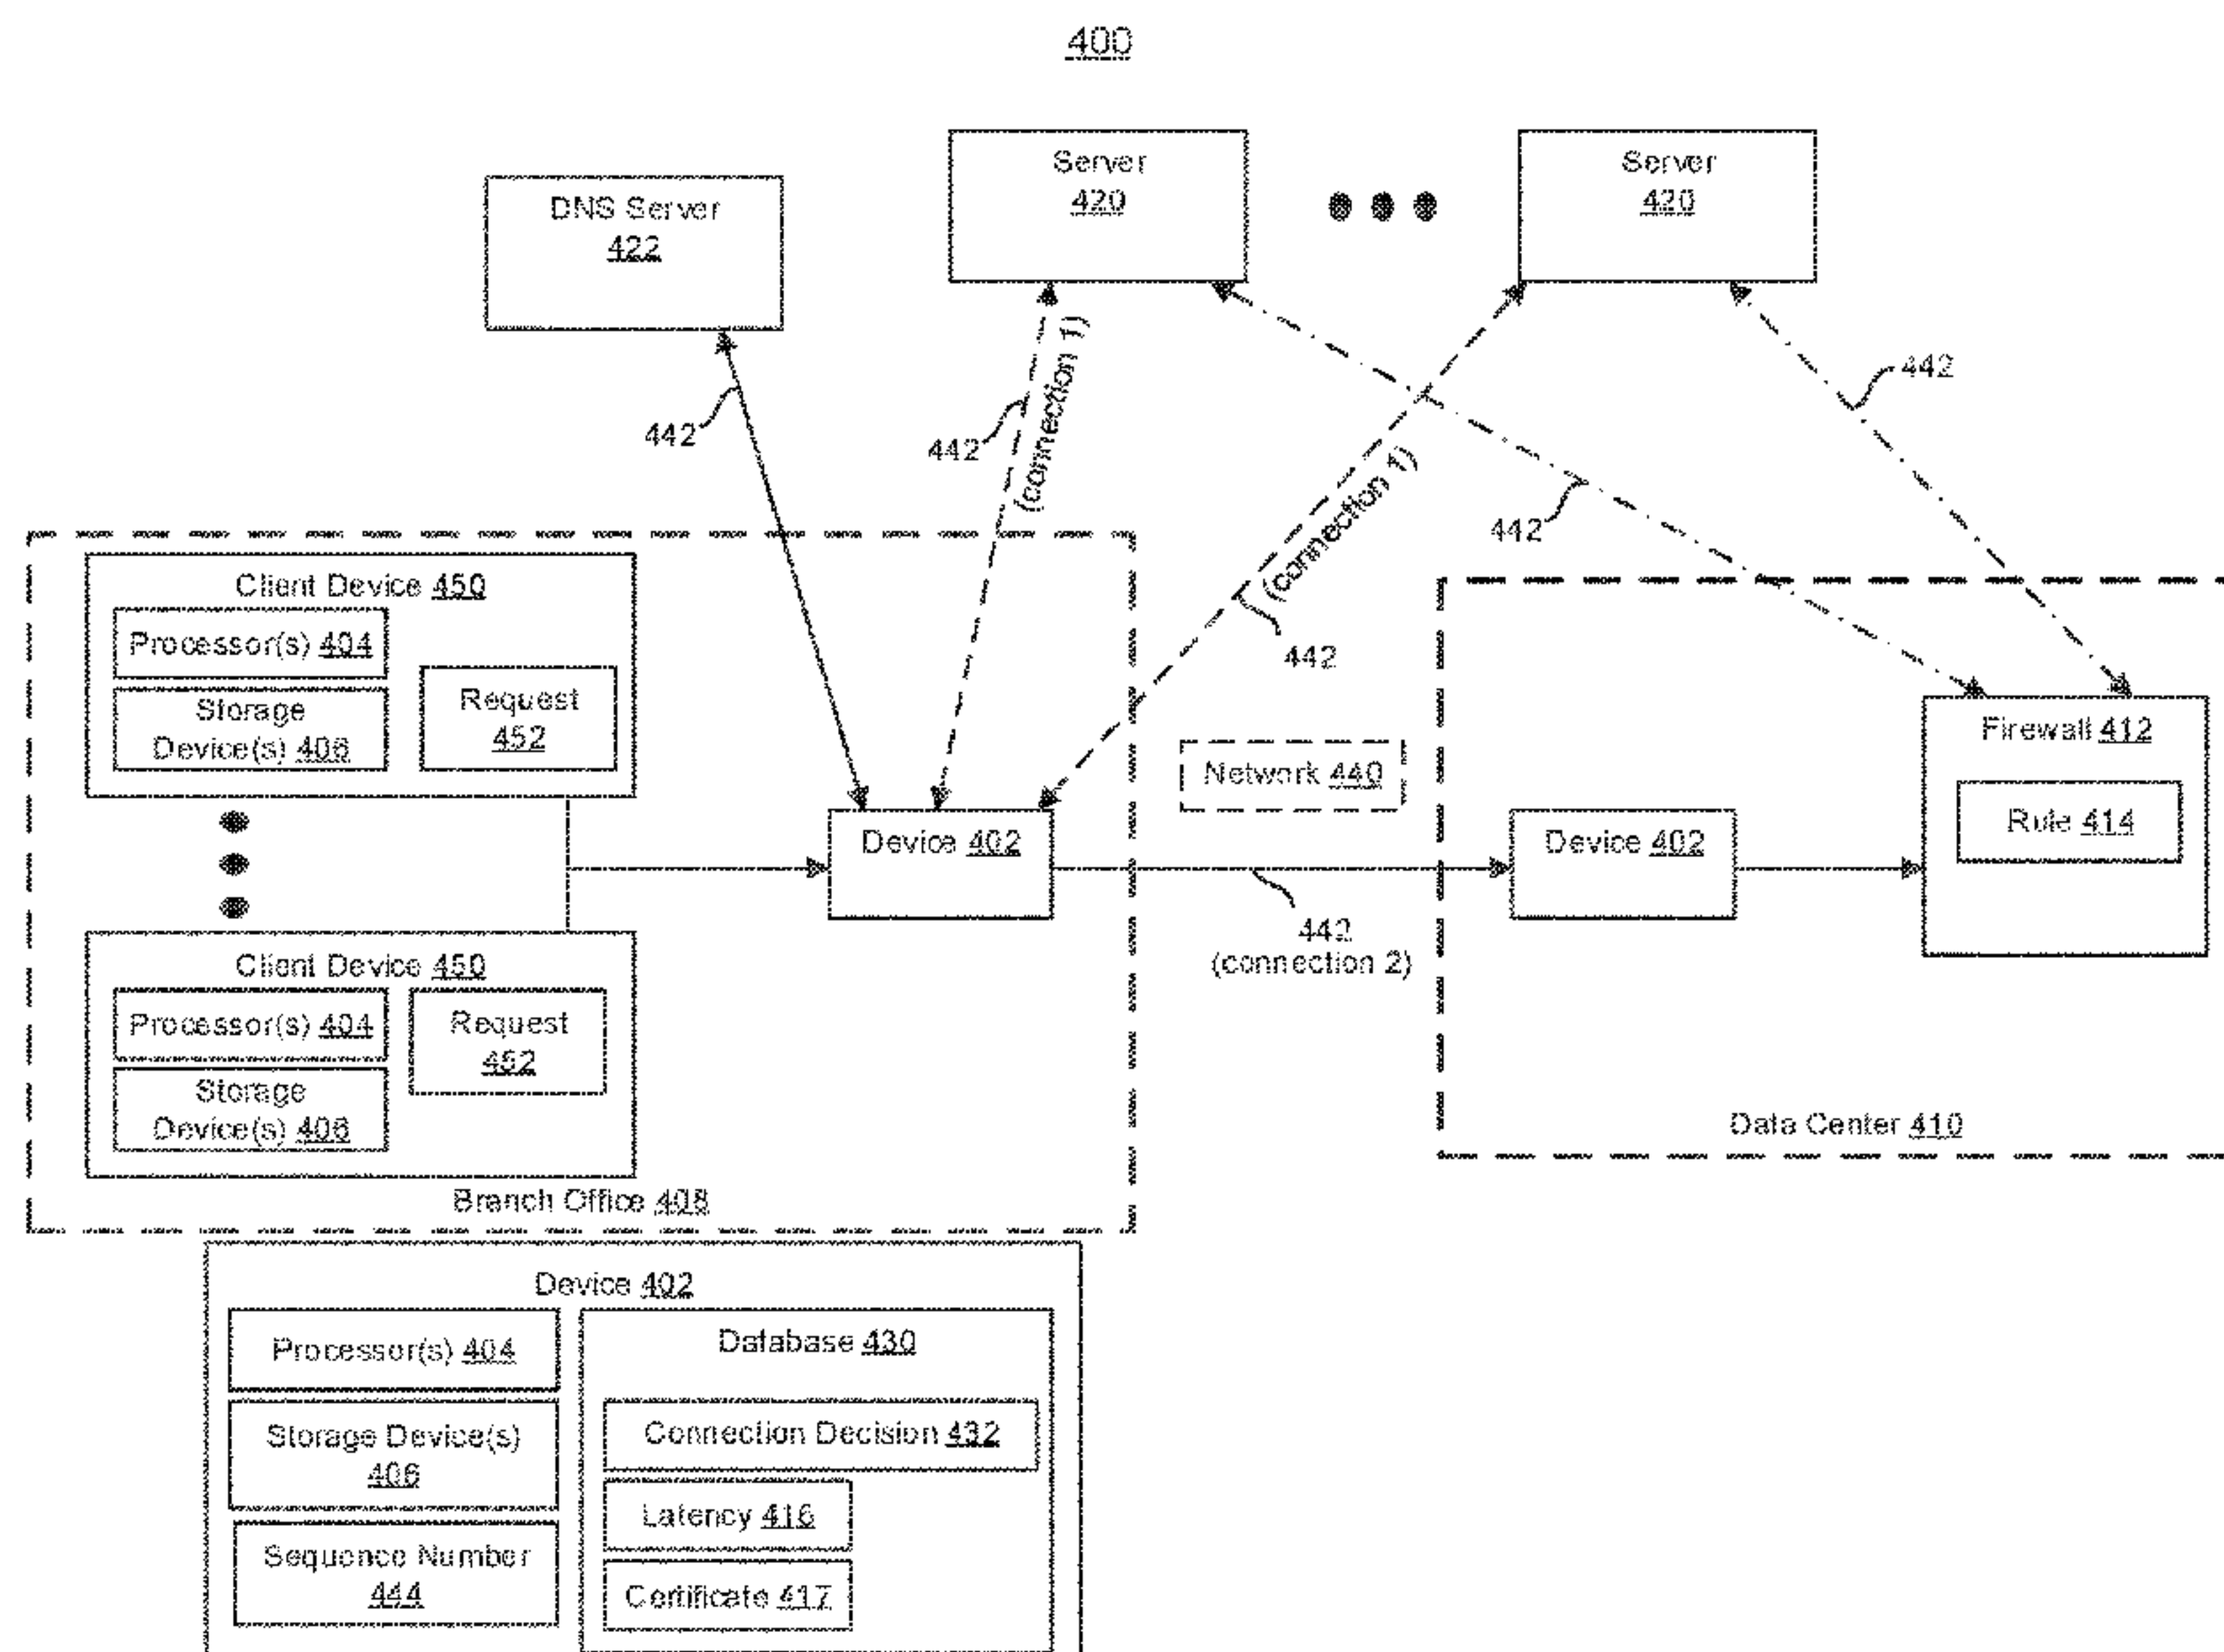 400
Server
420
Server
420
DNS Server
422
442
442
(connection 1)
(connection 1)
442
442
442
Client Device 450
Processor(s) 404
Storage
Device(s) 406
Request
452
Network 440
Firewall 412
Rule 414
Device 402
Device 402
442
(connection 2)
Client Device 450
Processor(s) 404
Storage
Device(s) 406
Request
452
Branch Office 408
Data Center 410
Device 402
Processor(s) 404
Storage Device(s)
406
Sequence Number
444
Database 430
Connection Decision 432
Latency 416
Certificate 417